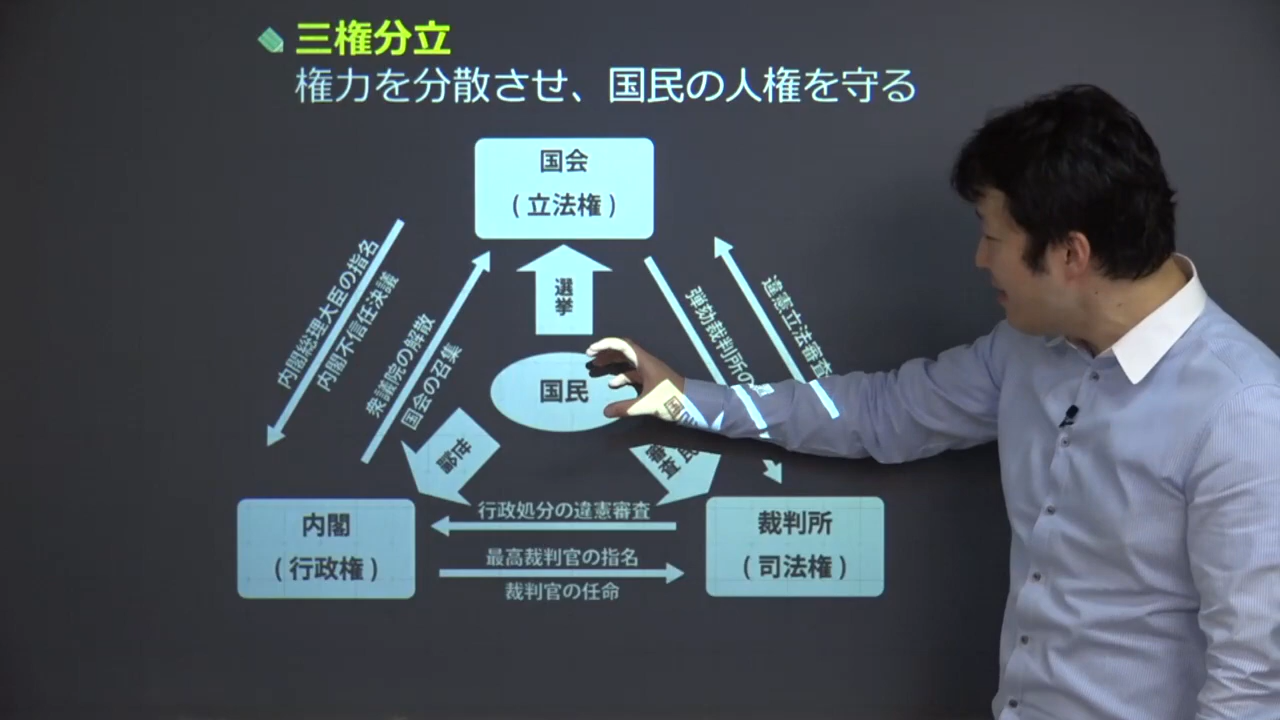 三権分立
権力を分散させ、国民の人権を守る
国会
(立法権)
内閣総理大臣の指名
内閣不信任決議
衆議院の解散
国会の召集
選挙
弾劾裁判所の
違憲立法審査
国民
世論
審査
内閣
(行政権)
行政処分の違憲審査
最高裁判官の指名
裁判官の任命
裁判所
(司法権)